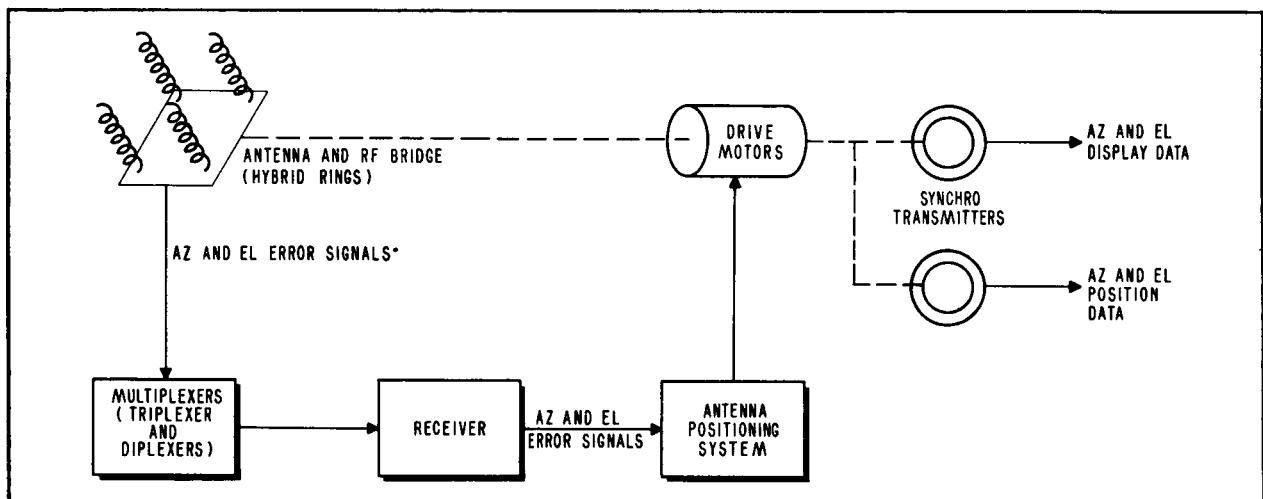 ANTENNA AND RF BRIDGE
(HYBRID RINGS)
DRIVE
MOTORS
AZ AND EL
DISPLAY DATA
SYNCHRO
TRANSMITTERS
AZ AND EL ERROR SIGNALS*
AZ AND EL
POSITION
DATA
MULTIPLEXERS
(TRIPLEXER
AND
DIPLEXERS)
RECEIVER
AZ AND EL
ERROR SIGNALS
ANTENNA
POSITIONING
SYSTEM